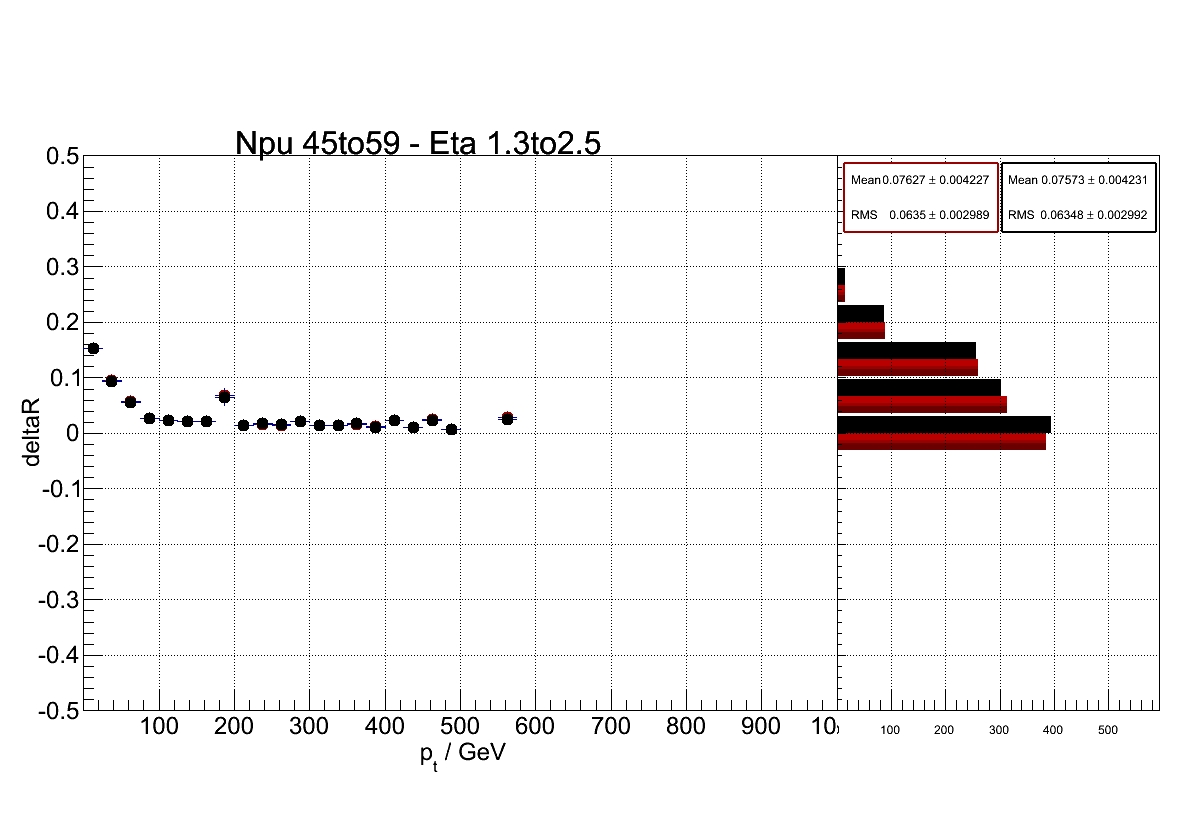 Npu 45to59 - Eta 1.3to2.5
0.5
0.4
0.3
0.2
0.1
0
-0.1
-0.2
-0.3
-0.4
-0.5
deltaR
100 200 300 400 500 600 700 800 900 10
p_t / GeV
Mean 0.07627 ± 0.004227
RMS 0.0635 ± 0.002989
Mean 0.07573 ± 0.004231
RMS 0.06348 ± 0.002992
100 200 300 400 500